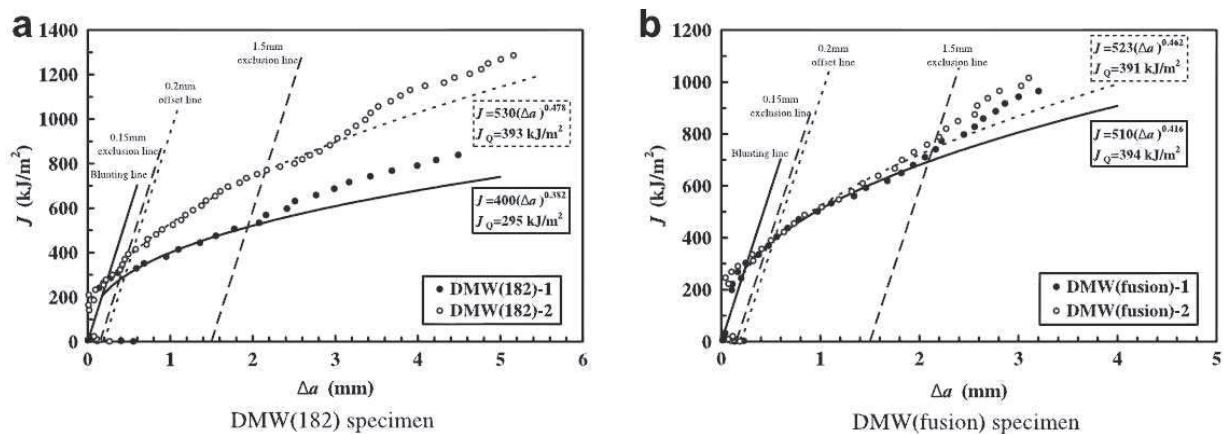 a
1400
1200
1000
800
600
400
200
0
J (kJ/m²)
0 1 2 3 4 5 6
Δa (mm)
1.5mm
exclusion line
0.2mm
offset line
0.15mm
exclusion line
Blunting line
J=530(Δa)^0.478
J_Q=393 kJ/m²
J=400(Δa)^0.382
J_Q=295 kJ/m²
DMW(182)-1
DMW(182)-2
DMW(182) specimen
b
1200
1000
800
600
400
200
0
J (kJ/m²)
0 1 2 3 4 5
Δa (mm)
0.2mm
offset line
1.5mm
exclusion line
0.15mm
exclusion line
Blunting line
J=523(Δa)^0.462
J_Q=391 kJ/m²
J=510(Δa)^0.416
J_Q=394 kJ/m²
DMW(fusion)-1
DMW(fusion)-2
DMW(fusion) specimen